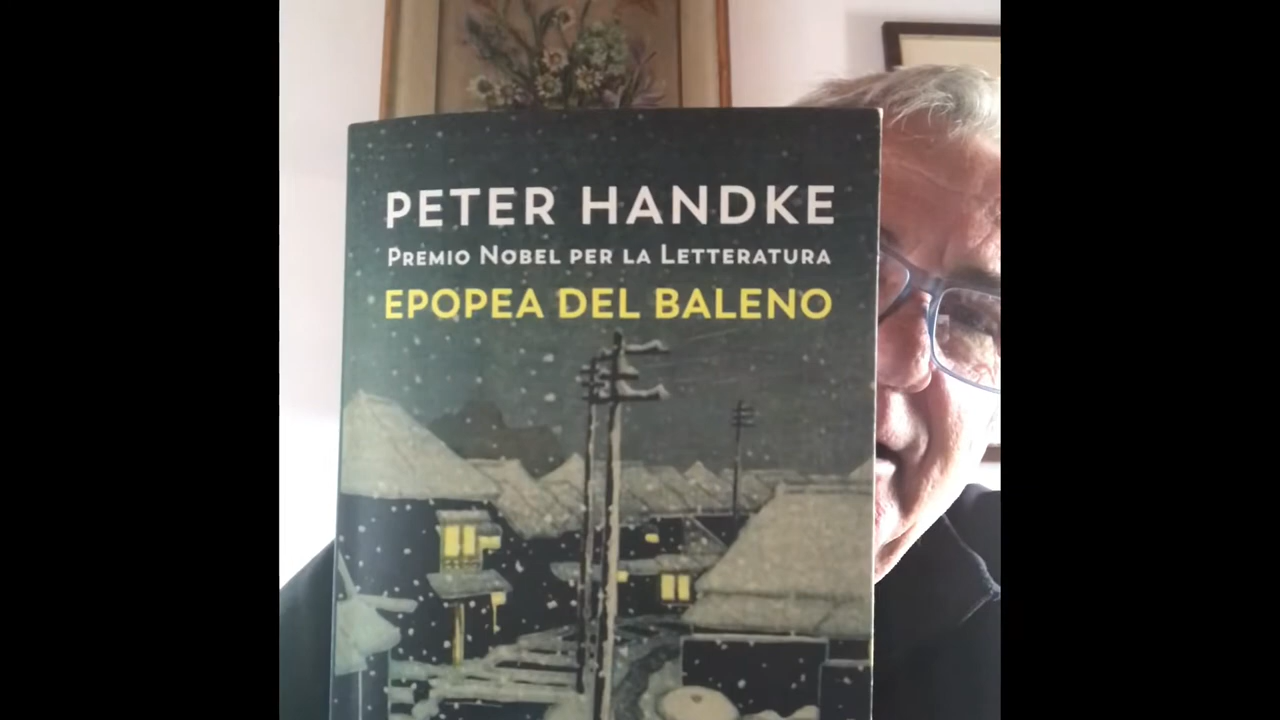 PETER HANDKE
PREMIO NOBEL PER LA LETTERATURA
EPOPEA DEL BALENO